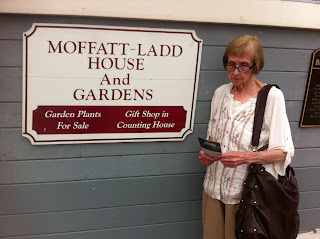 MOFFATT-LADD
HOUSE
And
GARDENS
Garden Plants
For Sale
Gift Shop in
Counting House